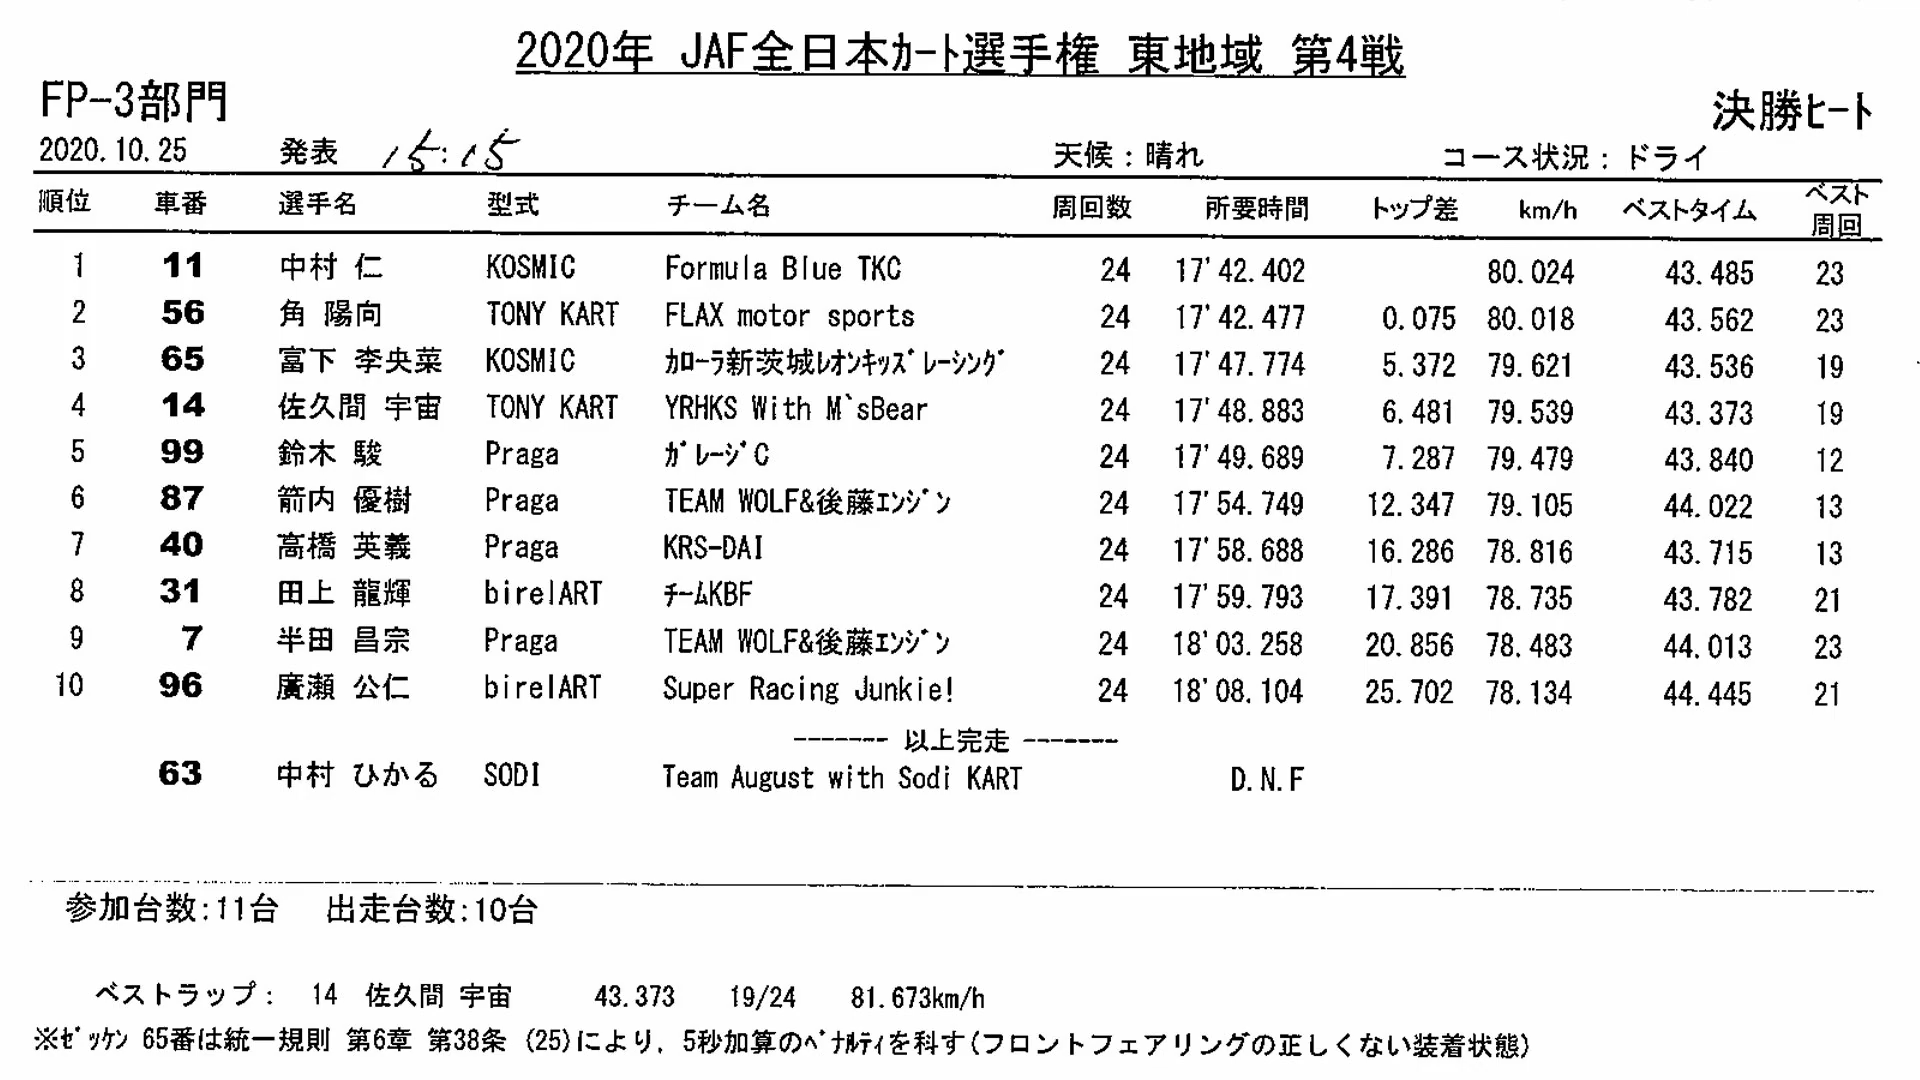 2020年 JAF全日本ｶｰﾄ選手権 東地域 第4戦
FP-3部門
決勝ﾋｰﾄ
2020.10.25 発表 15:15 天候：晴れ コース状況：ドライ
順位 車番 選手名 型式 チーム名 周回数 所要時間 トップ差 km/h ベストタイム ベスト周回
1 11 中村 仁 KOSMIC Formula Blue TKC 24 17'42.402 80.024 43.485 23
2 56 角 陽向 TONY KART FLAX motor sports 24 17'42.477 0.075 80.018 43.562 23
3 65 富下 李央菜 KOSMIC ｶﾛｰﾗ新茨城ﾚｵﾝｷｯｽﾞﾚｰｼﾝｸﾞ 24 17'47.774 5.372 79.621 43.536 19
4 14 佐久間 宇宙 TONY KART YRHKS With M`sBear 24 17'48.883 6.481 79.539 43.373 19
5 99 鈴木 駿 Praga ｶﾞﾚｰｼﾞC 24 17'49.689 7.287 79.479 43.840 12
6 87 箭内 優樹 Praga TEAM WOLF&後藤ｴﾝｼﾞﾝ 24 17'54.749 12.347 79.105 44.022 13
7 40 高橋 英義 Praga KRS-DAI 24 17'58.688 16.286 78.816 43.715 13
8 31 田上 龍輝 birelART ﾁｰﾑKBF 24 17'59.793 17.391 78.735 43.782 21
9 7 半田 昌宗 Praga TEAM WOLF&後藤ｴﾝｼﾞﾝ 24 18'03.258 20.856 78.483 44.013 23
10 96 廣瀬 公仁 birelART Super Racing Junkie! 24 18'08.104 25.702 78.134 44.445 21
------- 以上完走 -------
63 中村 ひかる SODI Team August with Sodi KART D.N.F
参加台数:11台 出走台数:10台
ベストラップ： 14 佐久間 宇宙 43.373 19/24 81.673km/h
※ｾﾞｯｹﾝ 65番は統一規則 第6章 第38条 (25)により、5秒加算のﾍﾟﾅﾙﾃｨを科す(フロントフェアリングの正しくない装着状態)